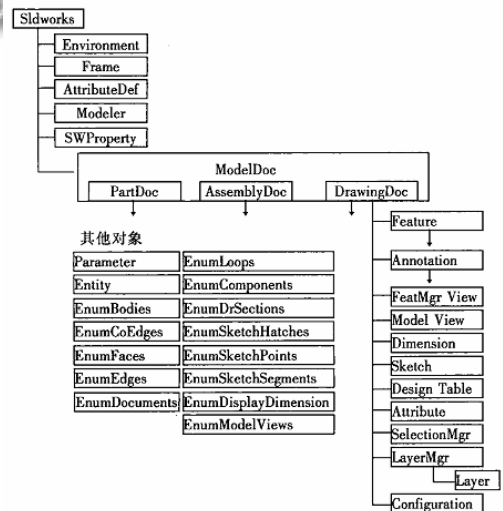 Sldworks
Environment
Frame
AttributeDef
Modeler
SWProperty
ModelDoc
PartDoc
AssemblyDoc
DrawingDoc
其他对象
Parameter
Entity
EnumBodies
EnumCoEdges
EnumFaces
EnumEdges
EnumDocuments
EnumLoops
EnumComponents
EnumDrSections
EnumSketchHatches
EnumSketchPoints
EnumSketchSegments
EnumDisplayDimension
EnumModelViews
Feature
Annotation
FeatMgr View
Model View
Dimension
Sketch
Design Table
Attribute
SelectionMgr
LayerMgr
Layer
Configuration